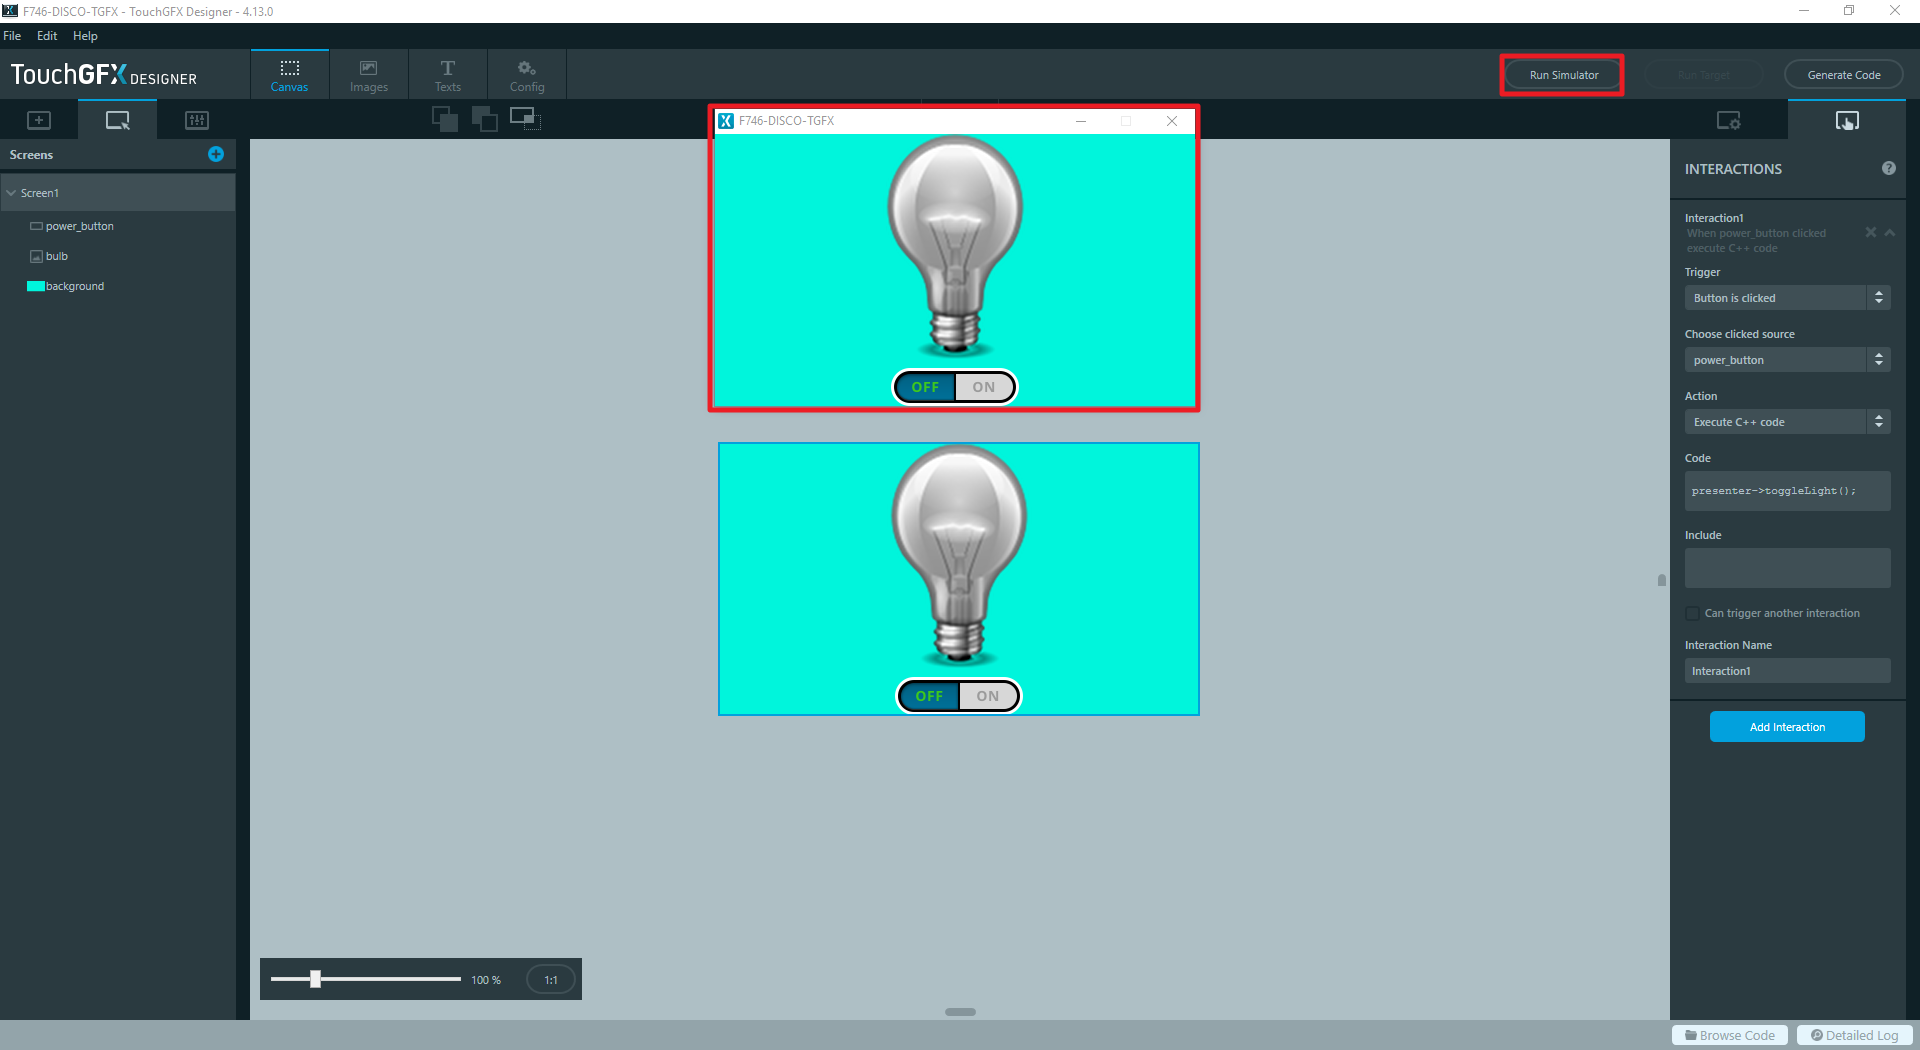 F746-DISCO-TGFX - TouchGFX Designer - 4.13.0
File Edit Help
TouchGFX DESIGNER
Canvas
Images
Texts
Config
Run Simulator
Run Target
Generate Code
Screens
Screen1
power_button
bulb
background
F746-DISCO-TGFX
OFF ON
OFF ON
100 %
1:1
INTERACTIONS
Interaction1
When power_button clicked
execute C++ code
Trigger
Button is clicked
Choose clicked source
power_button
Action
Execute C++ code
Code
presenter->toggleLight();
Include
Can trigger another interaction
Interaction Name
Interaction1
Add Interaction
Browse Code
Detailed Log